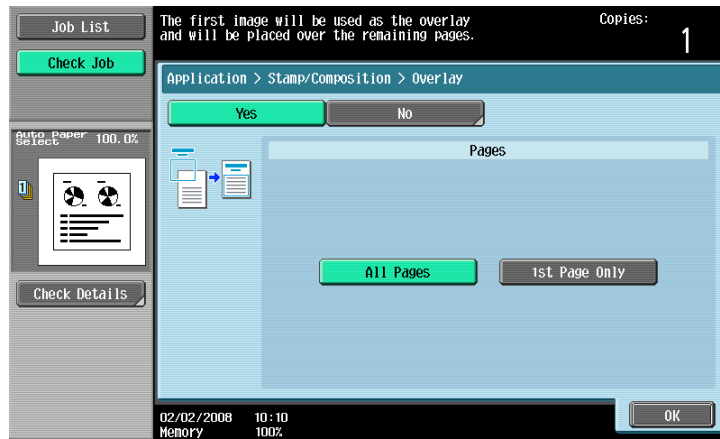 Job List
Check Job
The first image will be used as the overlay
and will be placed over the remaining pages.
Copies:
1
Application > Stamp/Composition > Overlay
Yes
No
Auto Paper
Select
100.0%
1
Pages
All Pages
1st Page Only
Check Details
02/02/2008 10:10
Memory 100%
OK